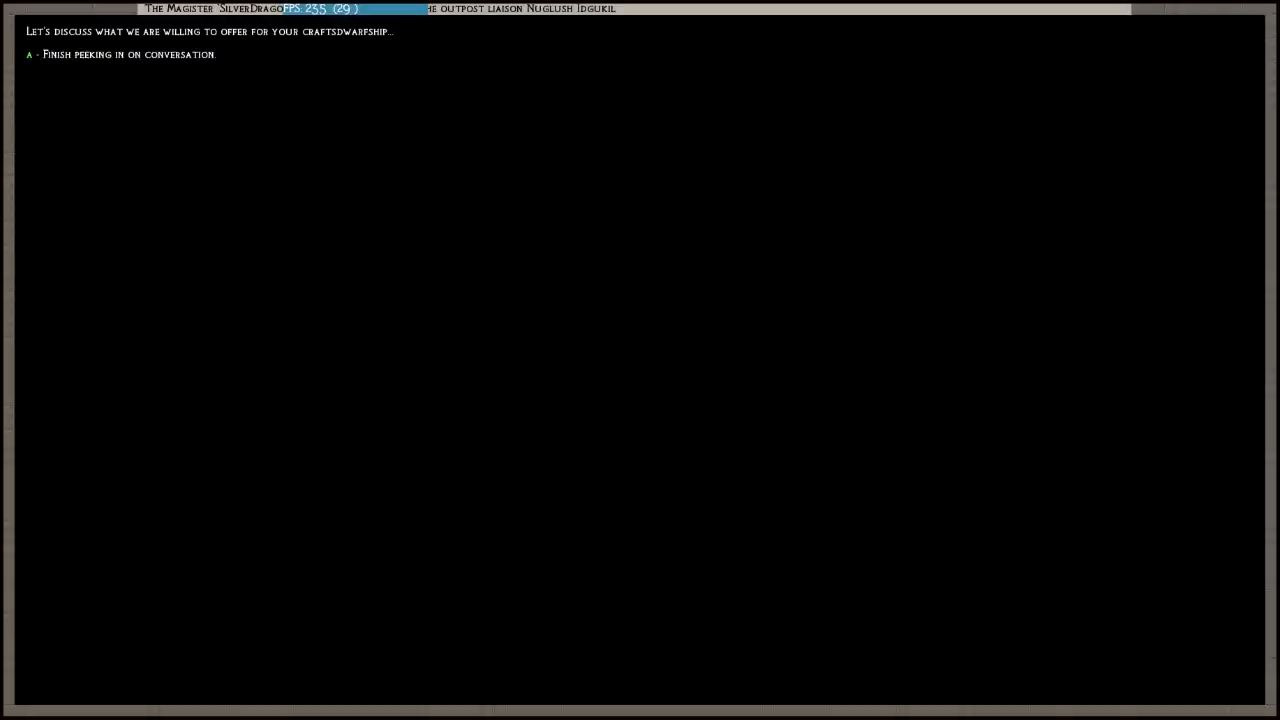 The Magister 'SilverDrago FPS: 235 (29 ) he outpost liaison Nuglush Idgukil
Let's discuss what we are willing to offer for your craftsdwarfship...
a - Finish peeking in on conversation.